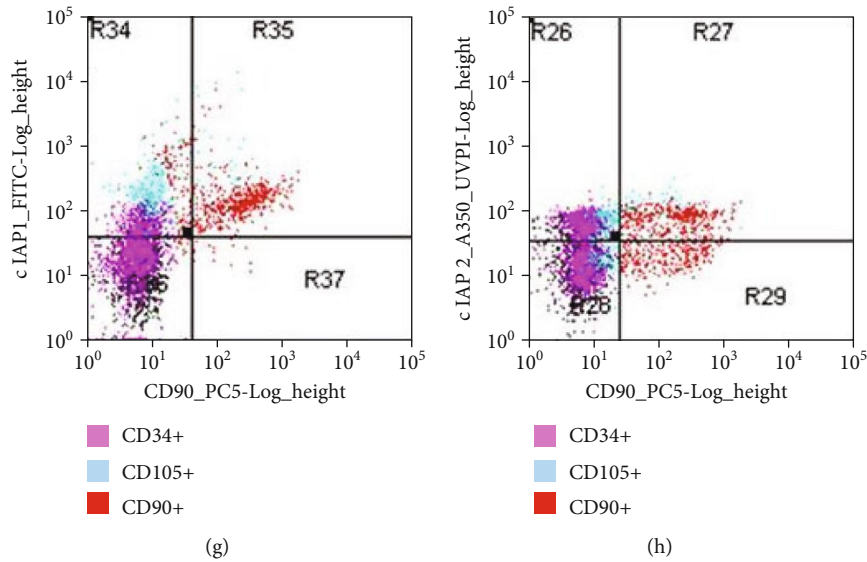 10^5
R34
R35
10^4
10^3
10^2
10^1
R37
10^0
10^0 10^1 10^2 10^3 10^4 10^5
c IAP1_FITC-Log_height
CD90_PC5-Log_height
CD34+
CD105+
CD90+
(g)
10^5
R26
R27
10^4
10^3
10^2
10^1
R28
R29
10^0
10^0 10^1 10^2 10^3 10^4 10^5
c IAP 2_A350_UVPI-Log_height
CD90_PC5-Log_height
CD34+
CD105+
CD90+
(h)